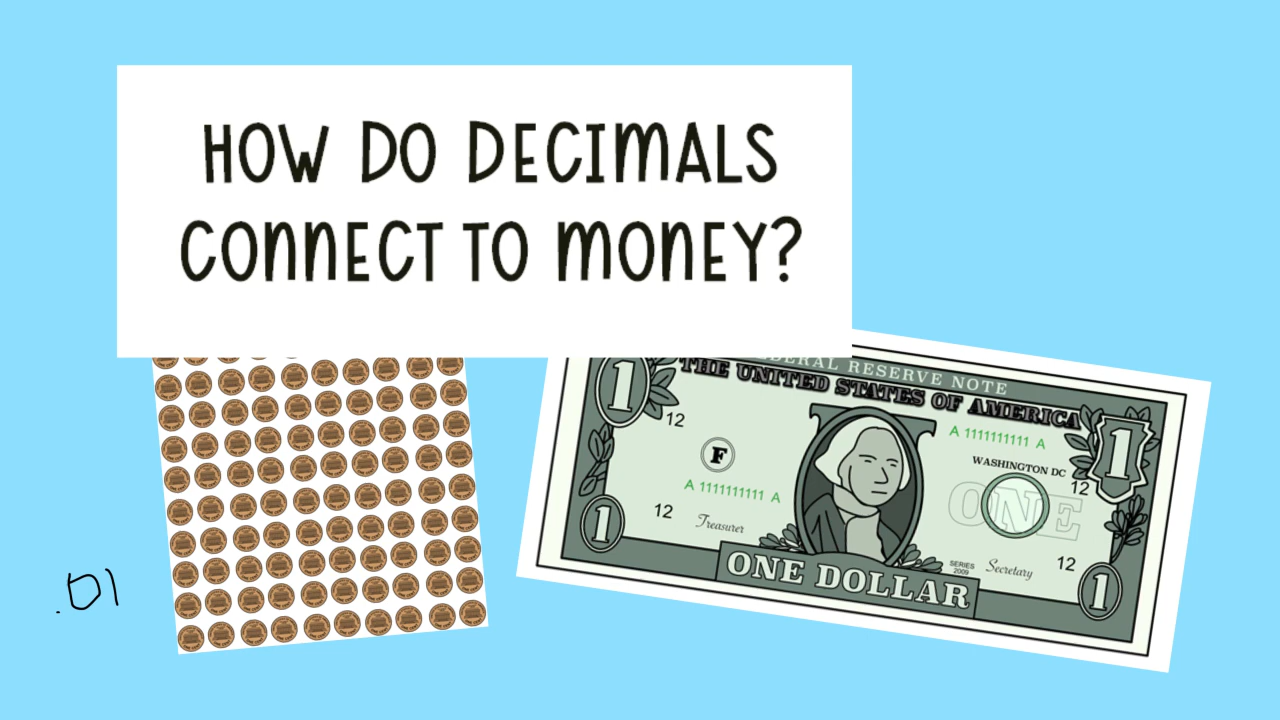 HOW DO DECIMALS
CONNECT TO MONEY?
FEDERAL RESERVE NOTE
THE UNITED STATES OF AMERICA
1
1
12
A 1111111111 A
F
WASHINGTON DC
12
A 1111111111 A
ONE
12
Treasurer
SERIES
2009
Secretary
12
1
ONE DOLLAR
1
.01